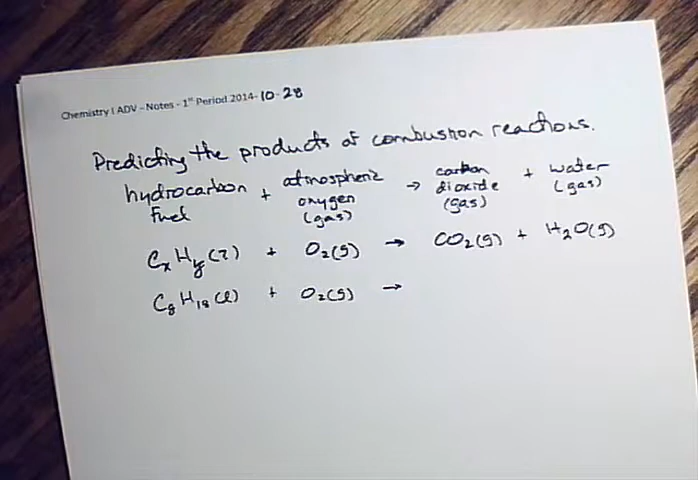 Chemistry I ADV - Notes - 1st Period 2014-10-28
Predicting the products of combustion reactions.
hydrocarbon fuel + atmospheric oxygen (gas) → carbon dioxide (gas) + water (gas)
CxHy(?) + O₂(g) → CO₂(g) + H₂O(g)
C₈H₁₈(l) + O₂(g) →